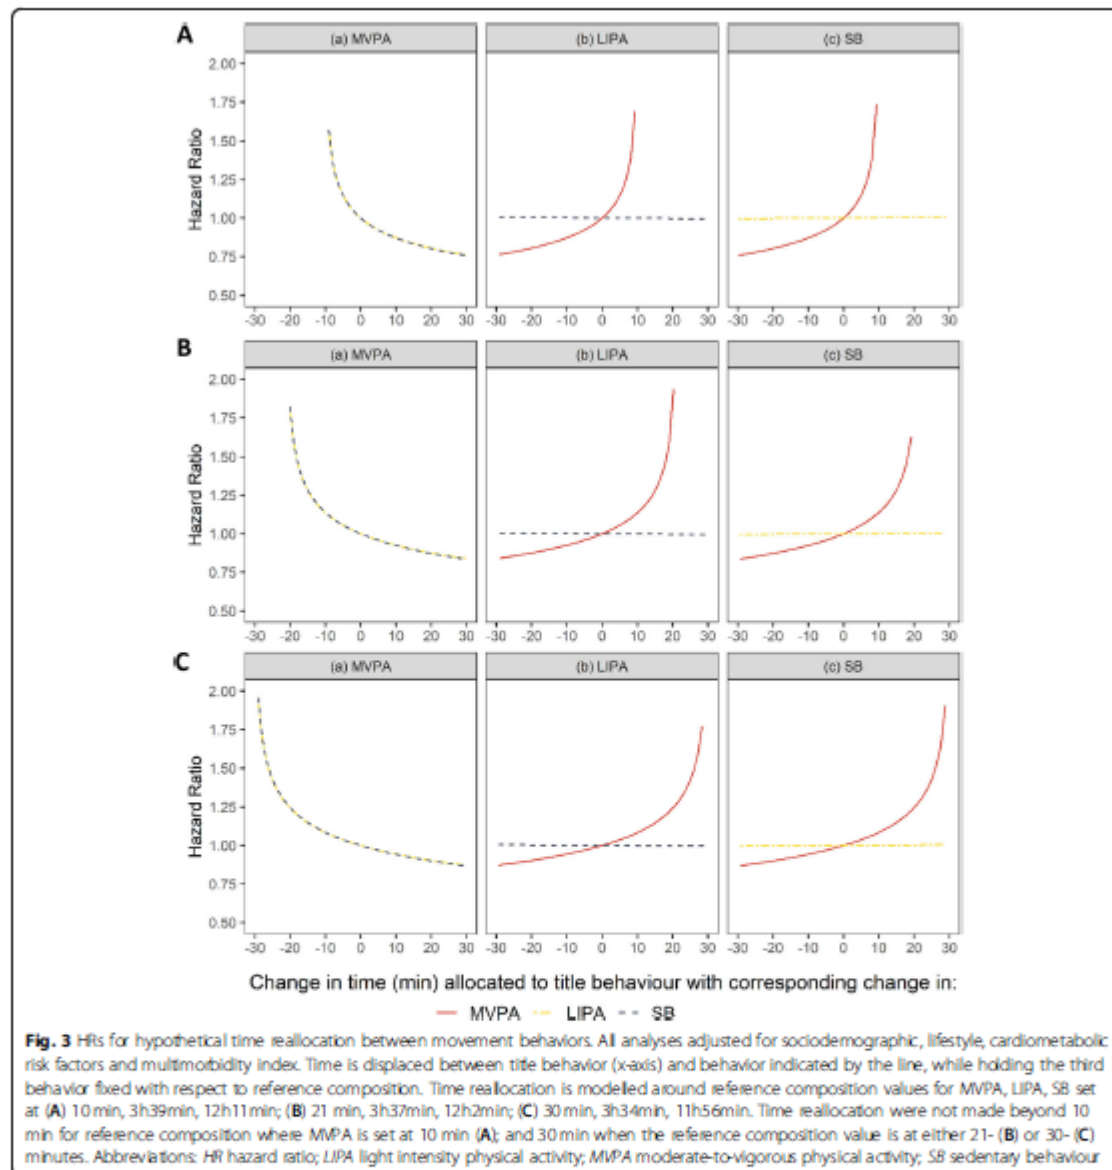 A
(a) MVPA (b) LIPA (c) SB
2.00
1.75
1.50
1.25
1.00
0.75
0.50
Hazard Ratio
-30 -20 -10 0 10 20 30 -30 -20 -10 0 10 20 30 -30 -20 -10 0 10 20 30
B
(a) MVPA (b) LIPA (c) SB
2.00
1.75
1.50
1.25
1.00
0.75
0.50
Hazard Ratio
-30 -20 -10 0 10 20 30 -30 -20 -10 0 10 20 30 -30 -20 -10 0 10 20 30
C
(a) MVPA (b) LIPA (c) SB
2.00
1.75
1.50
1.25
1.00
0.75
0.50
Hazard Ratio
-30 -20 -10 0 10 20 30 -30 -20 -10 0 10 20 30 -30 -20 -10 0 10 20 30
Change in time (min) allocated to title behaviour with corresponding change in:
MVPA LIPA SB
Fig. 3 HRs for hypothetical time reallocation between movement behaviors. All analyses adjusted for sociodemographic, lifestyle, cardiometabolic
risk factors and multimorbidity index. Time is displaced between title behavior (x-axis) and behavior indicated by the line, while holding the third
behavior fixed with respect to reference composition. Time reallocation is modelled around reference composition values for MVPA, LIPA, SB set
at (A) 10 min, 3h39min, 12h11min; (B) 21 min, 3h37min, 12h2min; (C) 30 min, 3h34min, 11h56min. Time reallocation were not made beyond 10
min for reference composition where MVPA is set at 10 min (A); and 30 min when the reference composition value is at either 21- (B) or 30- (C)
minutes. Abbreviations: HR hazard ratio; LIPA light intensity physical activity; MVPA moderate-to-vigorous physical activity; SB sedentary behaviour